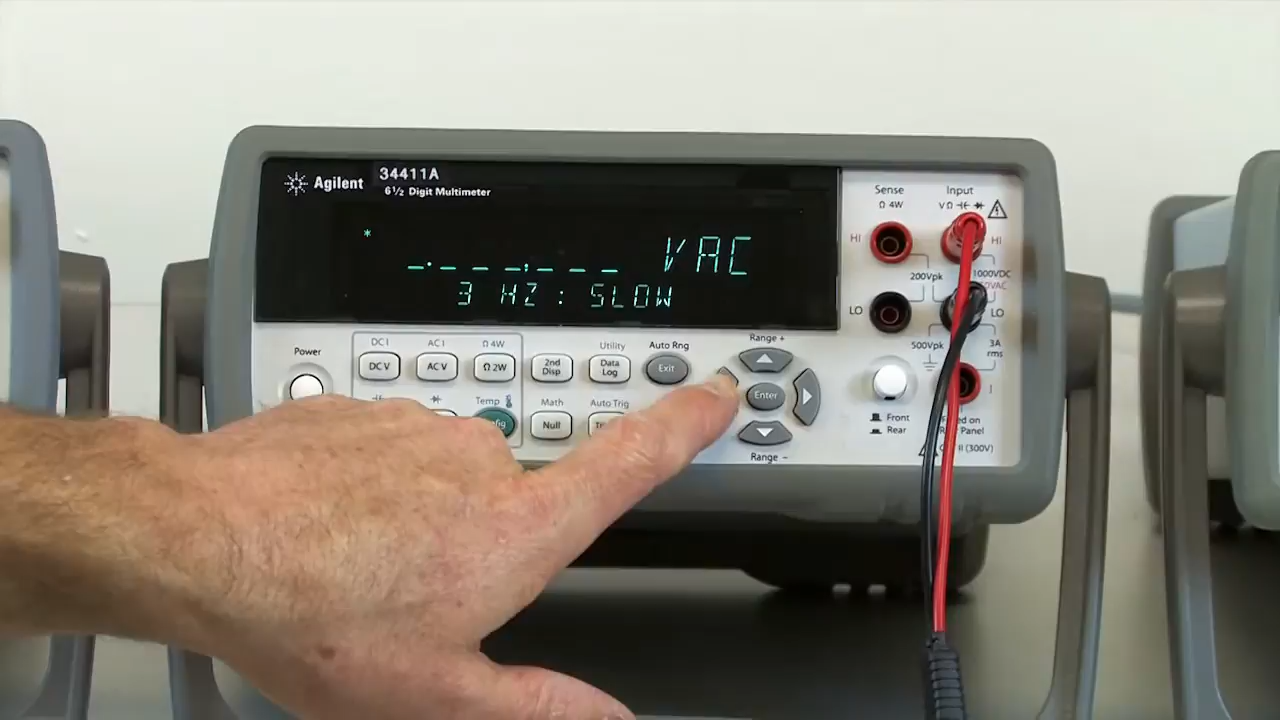 Agilent
34411A
6½ Digit Multimeter
*
_._ _ _,_ _ _ VAC
3 HZ: SLOW
Sense
Ω 4W
Input
VΩ
HI
HI
200Vpk
1000VDC
LO
LO
500Vpk
3A
rms
I
Front
Rear
(300V)
Power
DC I
AC I
Ω 4W
Utility
Auto Rng
Range +
DC V
AC V
Ω 2W
2nd
Disp
Data
Log
Exit
Enter
Temp
Math
Auto Trig
Null
Range −